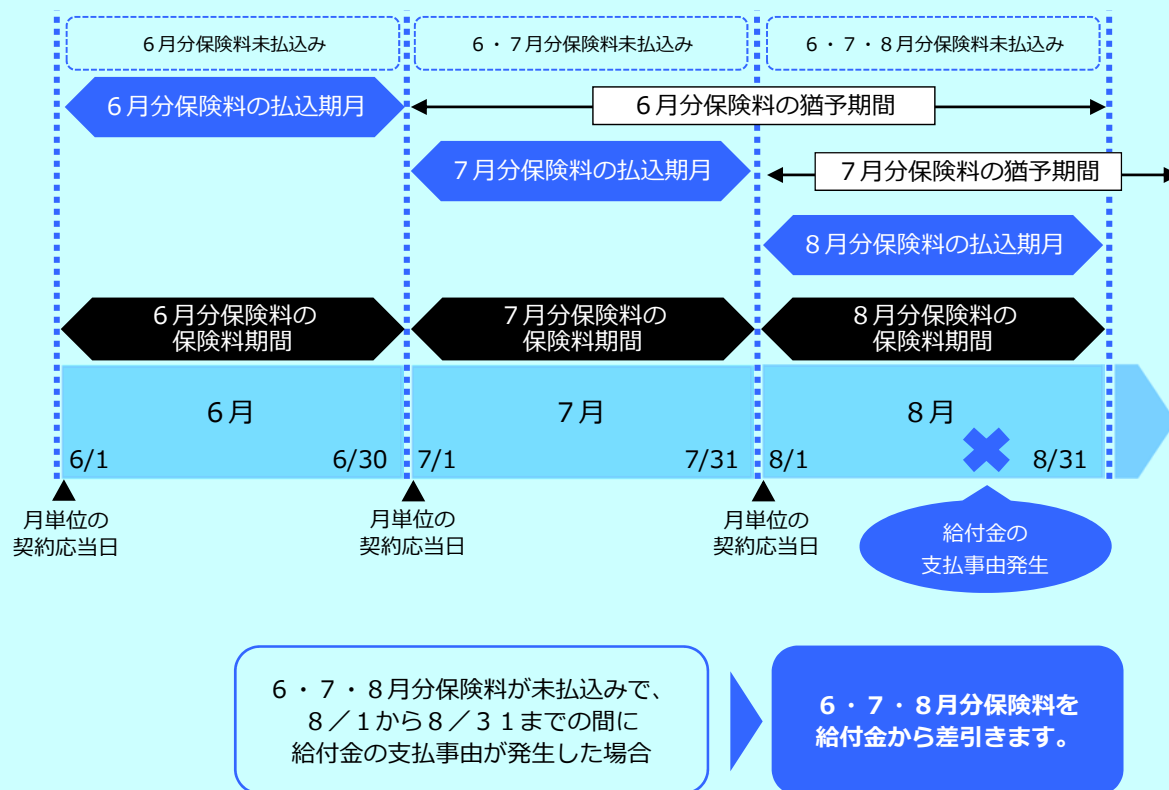 ６月分保険料未払込み
６・７月分保険料未払込み
６・７・８月分保険料未払込み
６月分保険料の払込期月
６月分保険料の猶予期間
７月分保険料の払込期月
７月分保険料の猶予期間
８月分保険料の払込期月
６月分保険料の
保険料期間
７月分保険料の
保険料期間
８月分保険料の
保険料期間
６月
７月
８月
6/1
6/30
7/1
7/31
8/1
8/31
月単位の
契約応当日
月単位の
契約応当日
月単位の
契約応当日
給付金の
支払事由発生
６・７・８月分保険料が未払込みで、
８／１から８／３１までの間に
給付金の支払事由が発生した場合
６・７・８月分保険料を
給付金から差引きます。